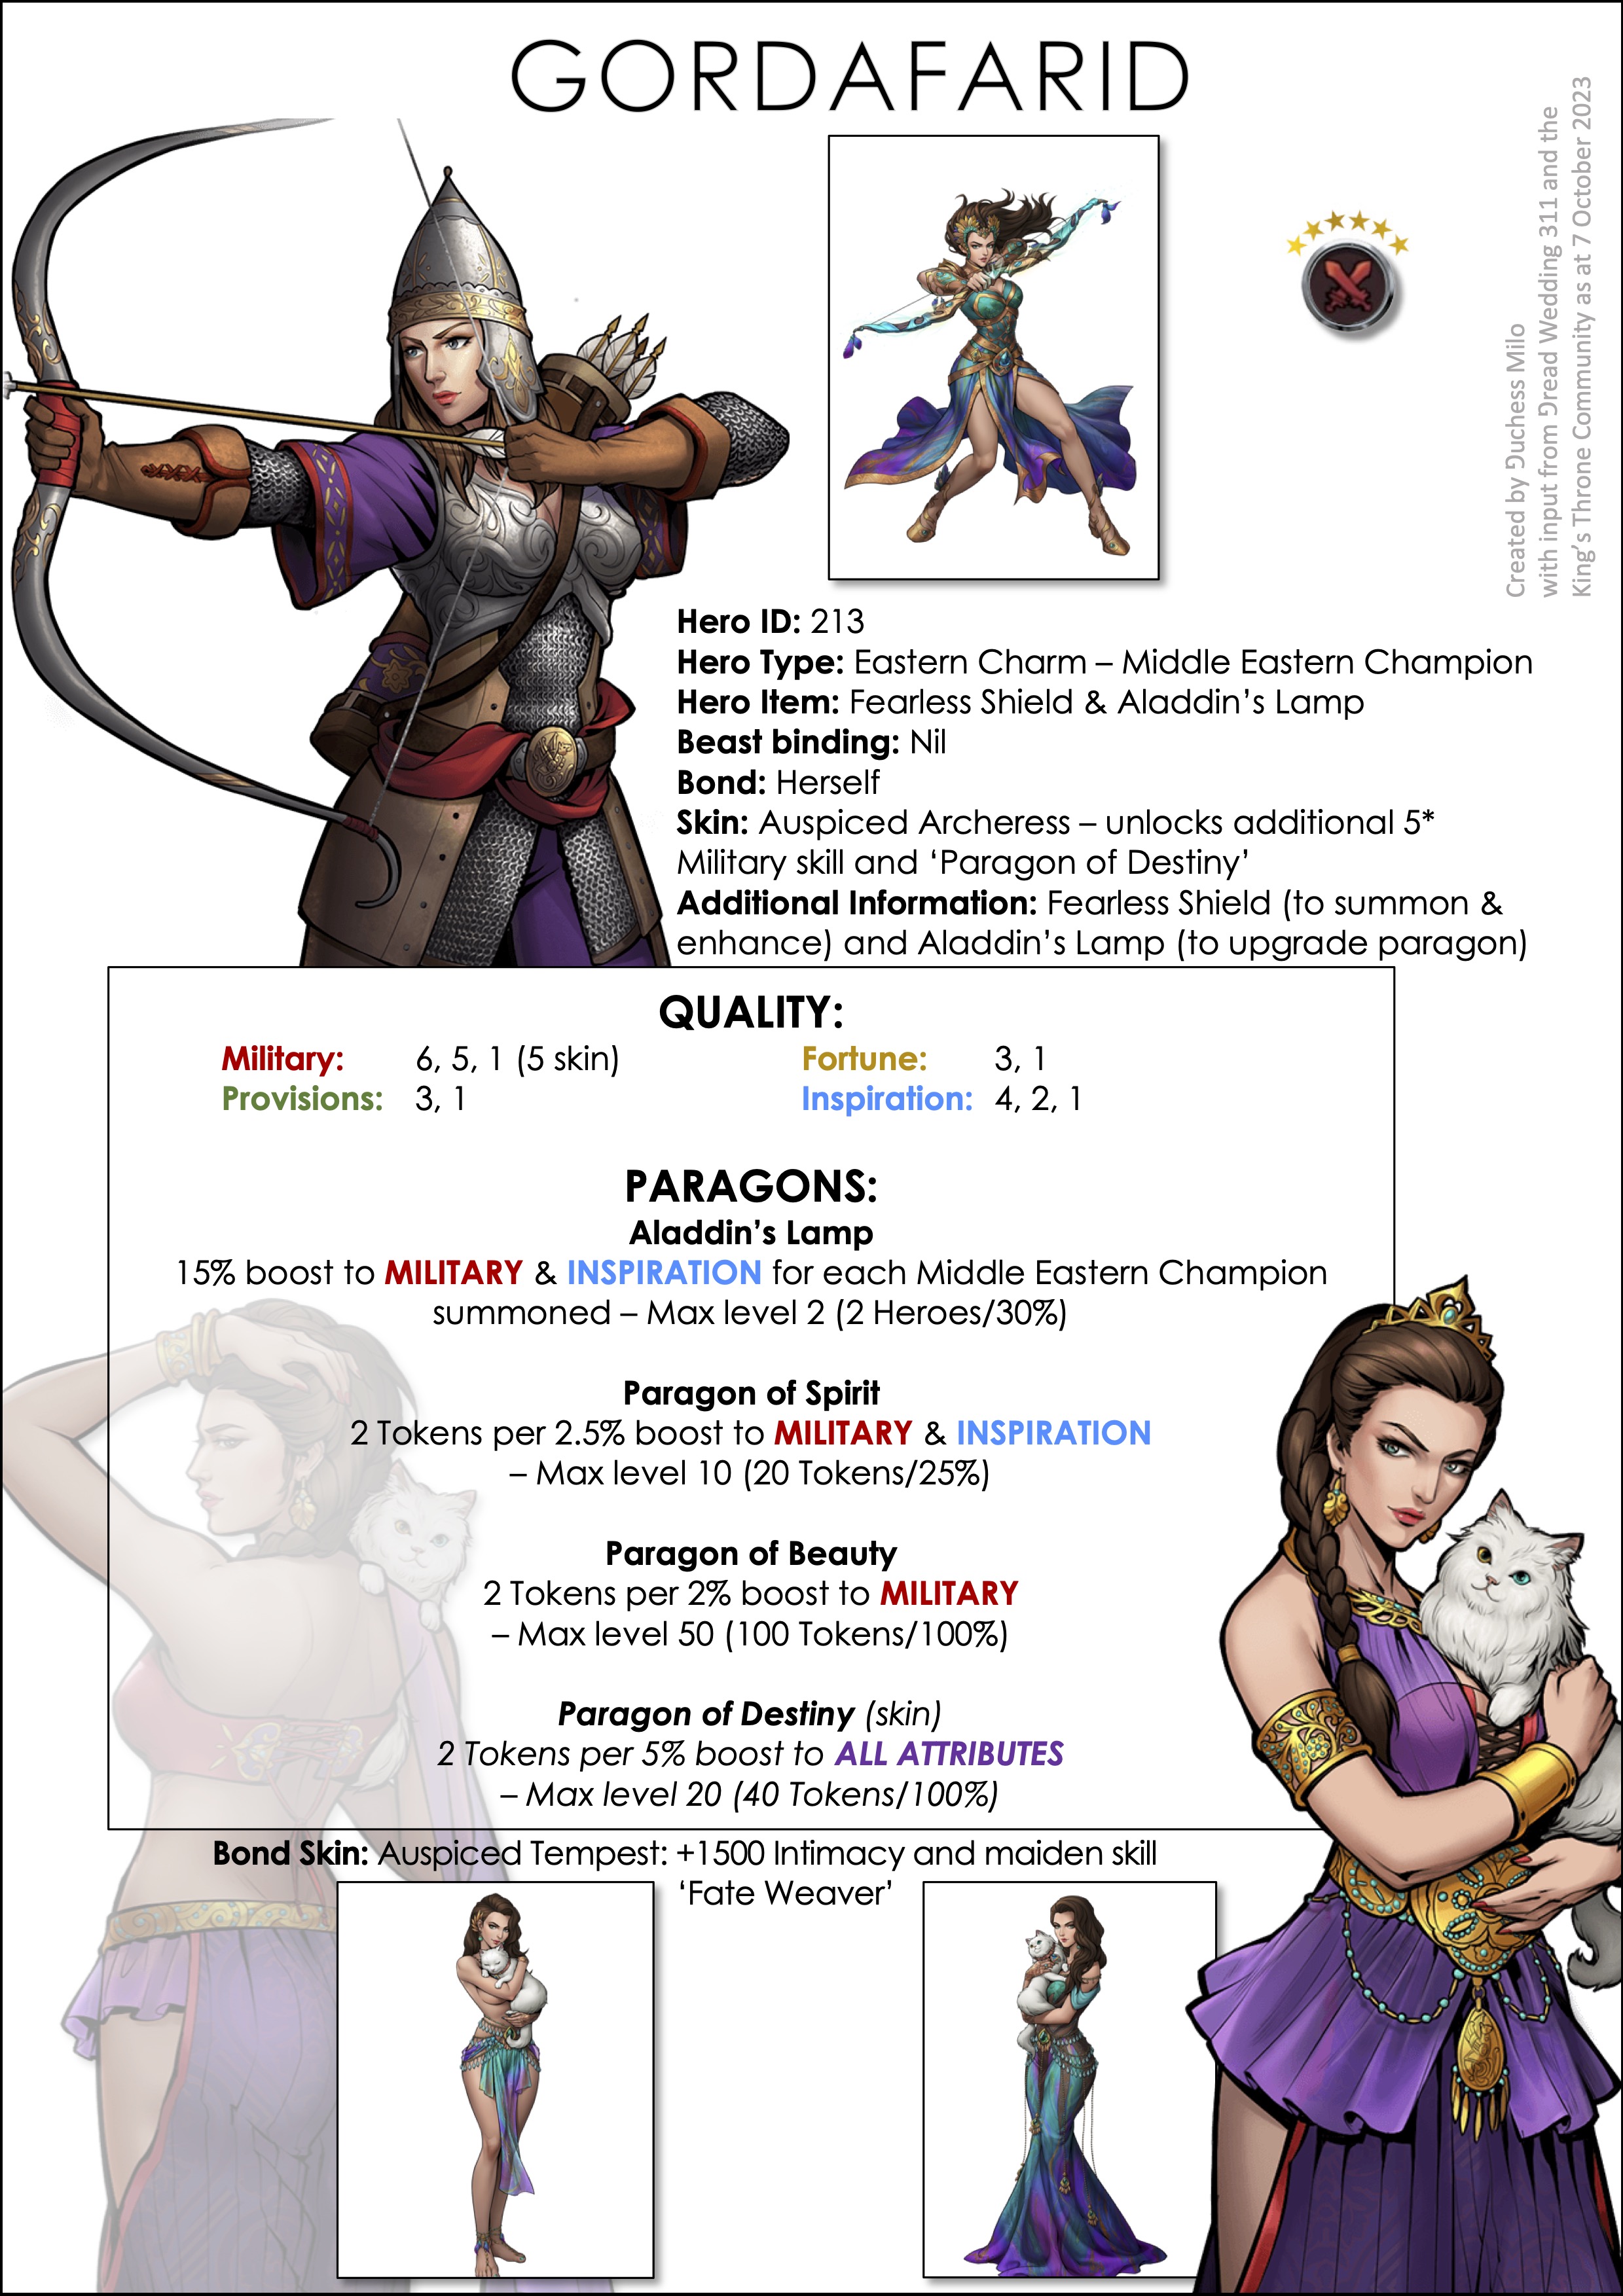 GORDAFARID
Created by Duchess Milo
with input from Dread Wedding 311 and the
King's Throne Community as at 7 October 2023
Hero ID: 213
Hero Type: Eastern Charm – Middle Eastern Champion
Hero Item: Fearless Shield & Aladdin's Lamp
Beast binding: Nil
Bond: Herself
Skin: Auspiced Archeress – unlocks additional 5*
Military skill and ‘Paragon of Destiny’
Additional Information: Fearless Shield (to summon &
enhance) and Aladdin's Lamp (to upgrade paragon)
QUALITY:
Military: 6, 5, 1 (5 skin) Fortune: 3, 1
Provisions: 3, 1 Inspiration: 4, 2, 1
PARAGONS:
Aladdin's Lamp
15% boost to MILITARY & INSPIRATION for each Middle Eastern Champion
summoned – Max level 2 (2 Heroes/30%)
Paragon of Spirit
2 Tokens per 2.5% boost to MILITARY & INSPIRATION
– Max level 10 (20 Tokens/25%)
Paragon of Beauty
2 Tokens per 2% boost to MILITARY
– Max level 50 (100 Tokens/100%)
Paragon of Destiny (skin)
2 Tokens per 5% boost to ALL ATTRIBUTES
– Max level 20 (40 Tokens/100%)
Bond Skin: Auspiced Tempest: +1500 Intimacy and maiden skill
‘Fate Weaver’